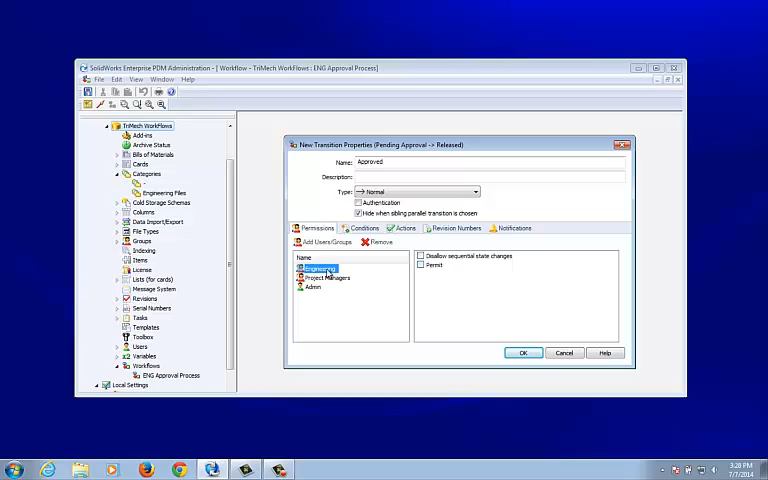 SolidWorks Enterprise PDM Administration - [ Workflow - TriMech WorkFlows : ENG Approval Process]
File Edit View Window Help
TriMech WorkFlows
Add-ins
Archive Status
Bills of Materials
Cards
Categories
-
Engineering Files
Cold Storage Schemas
Columns
Data Import/Export
File Types
Groups
Indexing
Items
License
Lists (for cards)
Message System
Revisions
Serial Numbers
Tasks
Templates
Toolbox
Users
Variables
Workflows
ENG Approval Process
Local Settings
New Transition Properties (Pending Approval -> Released)
Name: Approved
Description:
Type: Normal
Authentication
Hide when sibling parallel transition is chosen
Permissions Conditions Actions Revision Numbers Notifications
Add Users/Groups Remove
Name
Engineering
Project Managers
Admin
Disallow sequential state changes
Permit
OK Cancel Help
3:28 PM
7/7/2014